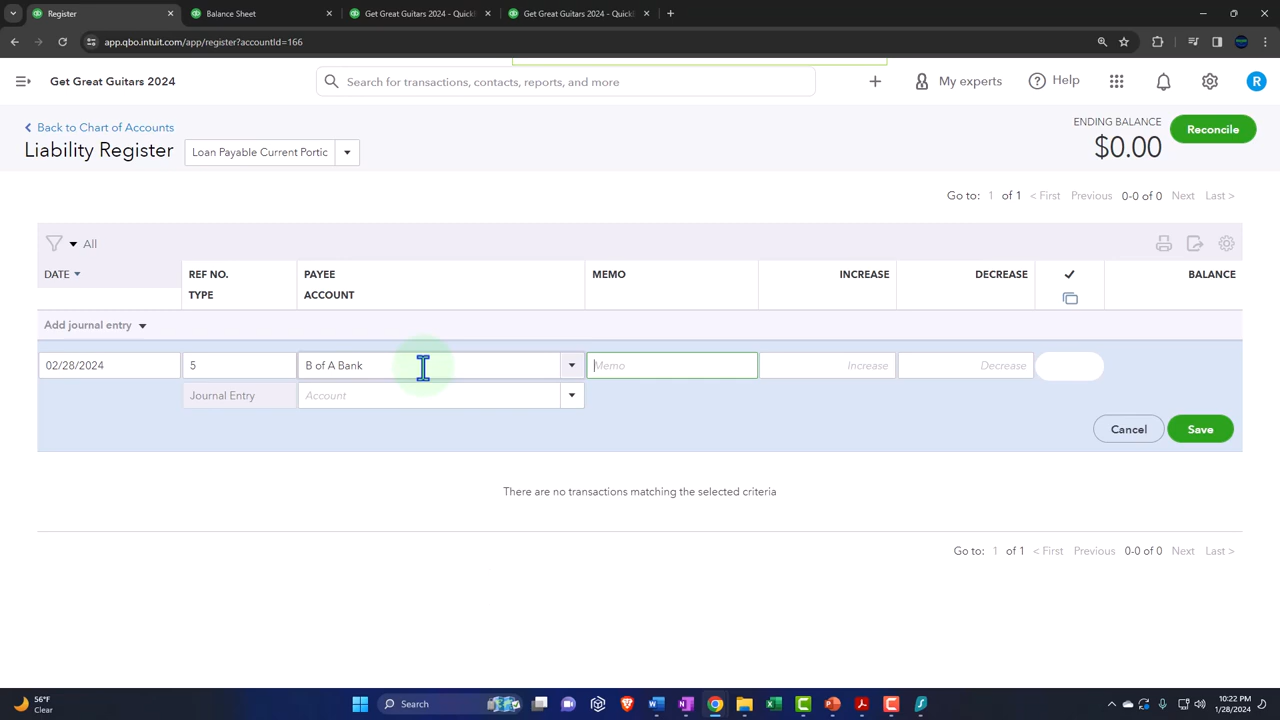 Register
Balance Sheet
Get Great Guitars 2024 - QuickB
Get Great Guitars 2024 - QuickB
app.qbo.intuit.com/app/register?accountId=166
Get Great Guitars 2024
Search for transactions, contacts, reports, and more
My experts
Help
R
Back to Chart of Accounts
Liability Register
Loan Payable Current Portic
ENDING BALANCE
$0.00
Reconcile
Go to: 1 of 1 < First Previous 0-0 of 0 Next Last >
All
DATE REF NO. PAYEE MEMO INCREASE DECREASE BALANCE
TYPE ACCOUNT
Add journal entry
02/28/2024 5 B of A Bank Memo Increase Decrease
Journal Entry Account
Cancel Save
There are no transactions matching the selected criteria
Go to: 1 of 1 < First Previous 0-0 of 0 Next Last >
56°F
Clear
Search
10:22 PM
1/28/2024